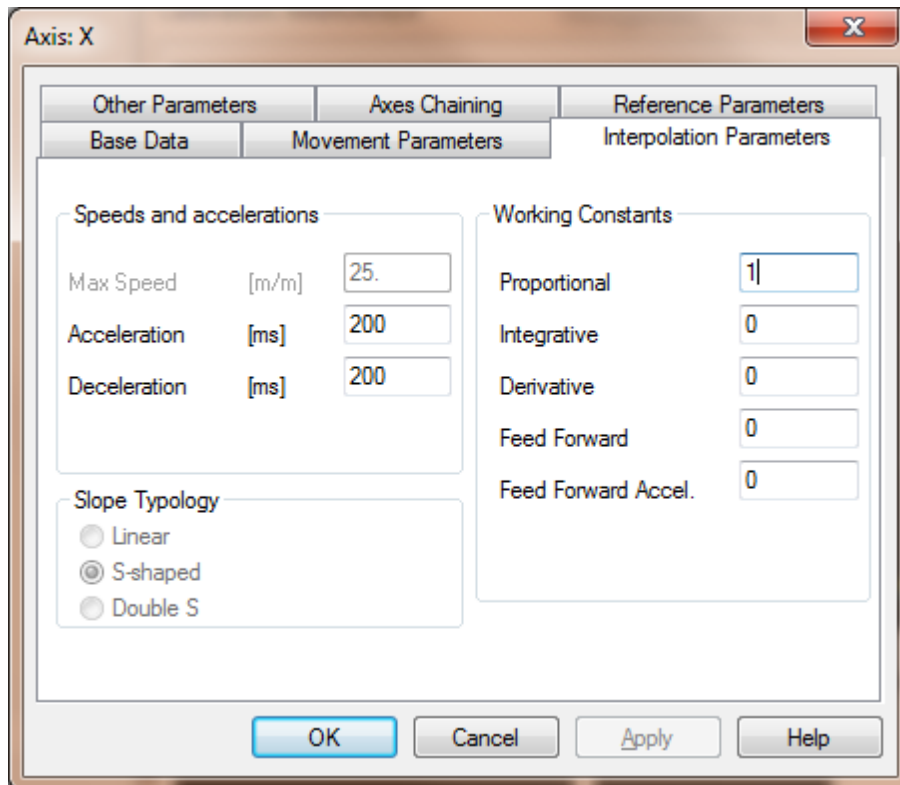 Axis: X
Other Parameters
Axes Chaining
Reference Parameters
Base Data
Movement Parameters
Interpolation Parameters
Speeds and accelerations
Max Speed [m/m] 25.
Acceleration [ms] 200
Deceleration [ms] 200
Slope Typology
Linear
S-shaped
Double S
Working Constants
Proportional 1
Integrative 0
Derivative 0
Feed Forward 0
Feed Forward Accel. 0
OK
Cancel
Apply
Help